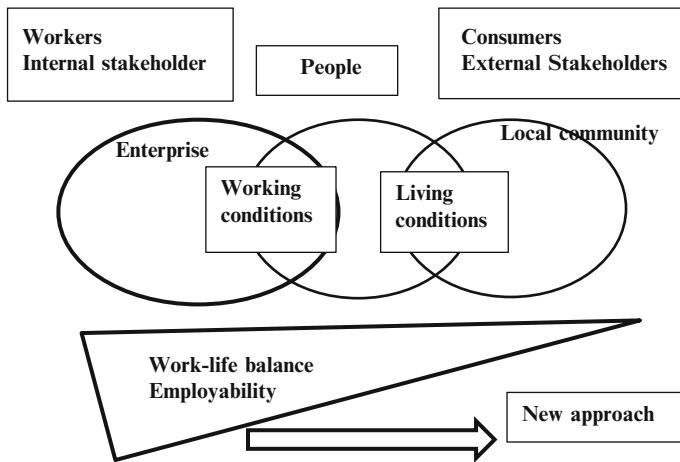 Workers
Internal stakeholder
People
Consumers
External Stakeholders
Enterprise
Local community
Working
conditions
Living
conditions
Work-life balance
Employability
New approach